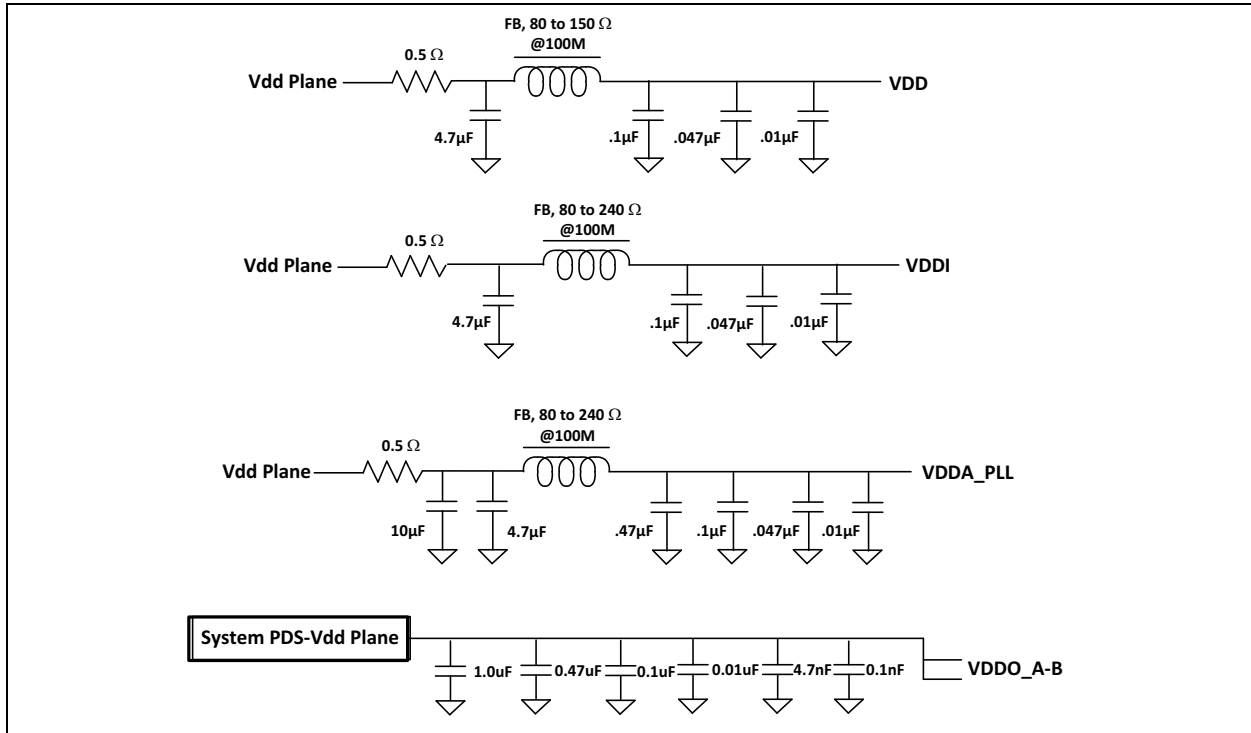 FB, 80 to 150 Ω
@100M
0.5 Ω
Vdd Plane
VDD
4.7µF
.1µF
.047µF
.01µF
FB, 80 to 240 Ω
@100M
0.5 Ω
Vdd Plane
VDDI
4.7µF
.1µF
.047µF
.01µF
FB, 80 to 240 Ω
@100M
0.5 Ω
Vdd Plane
VDDA_PLL
10µF
4.7µF
.47µF
.1µF
.047µF
.01µF
System PDS-Vdd Plane
1.0uF
0.47uF
0.1uF
0.01uF
4.7nF
0.1nF
VDDO_A-B